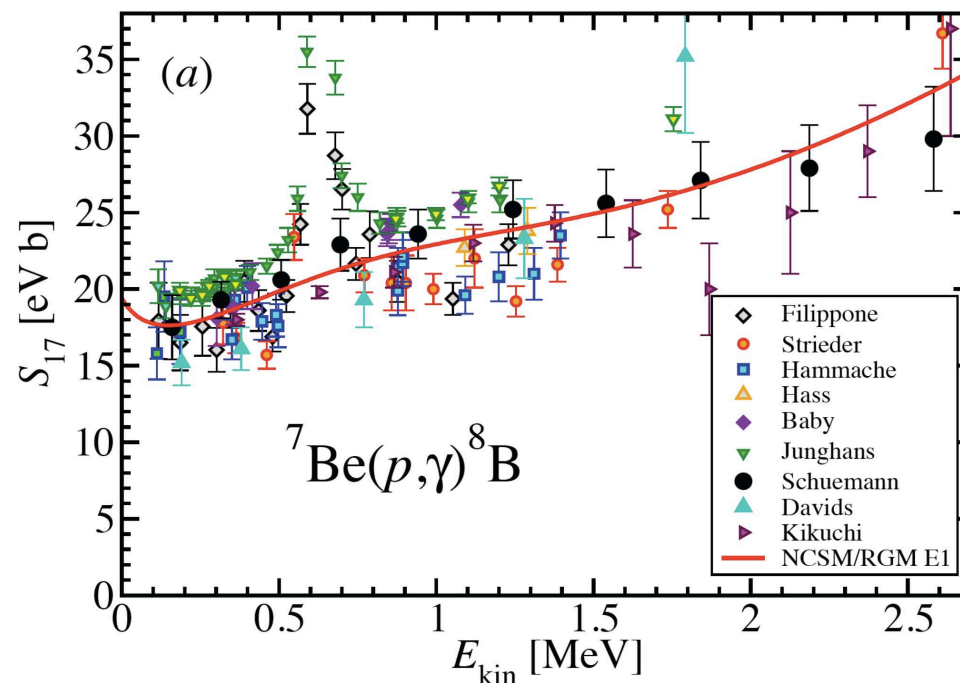 (a)
S₁₇ [eV b]
35
30
25
20
15
10
5
0
⁷Be(p,γ)⁸B
Filippone
Strieder
Hammache
Hass
Baby
Junghans
Schuemann
Davids
Kikuchi
NCSM/RGM E1
0 0.5 1 1.5 2 2.5
E_kin [MeV]